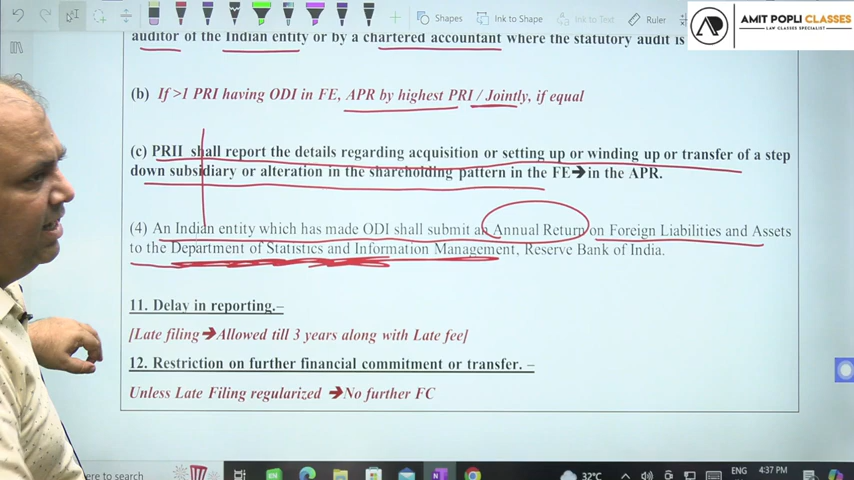 Shapes
Ink to Shape
Ink to Text
Ruler
AMIT POPLI CLASSES
LAW CLASSES SPECIALIST
auditor of the Indian entity or by a chartered accountant where the statutory audit is
(b) If >1 PRI having ODI in FE, APR by highest PRI / Jointly, if equal
(c) PRII shall report the details regarding acquisition or setting up or winding up or transfer of a step
down subsidiary or alteration in the shareholding pattern in the FE➔in the APR.
(4) An Indian entity which has made ODI shall submit an Annual Return on Foreign Liabilities and Assets
to the Department of Statistics and Information Management, Reserve Bank of India.
11. Delay in reporting.–
[Late filing ➔Allowed till 3 years along with Late fee]
12. Restriction on further financial commitment or transfer. –
Unless Late Filing regularized ➔No further FC
ere to search
32°C
ENG
4:37 PM